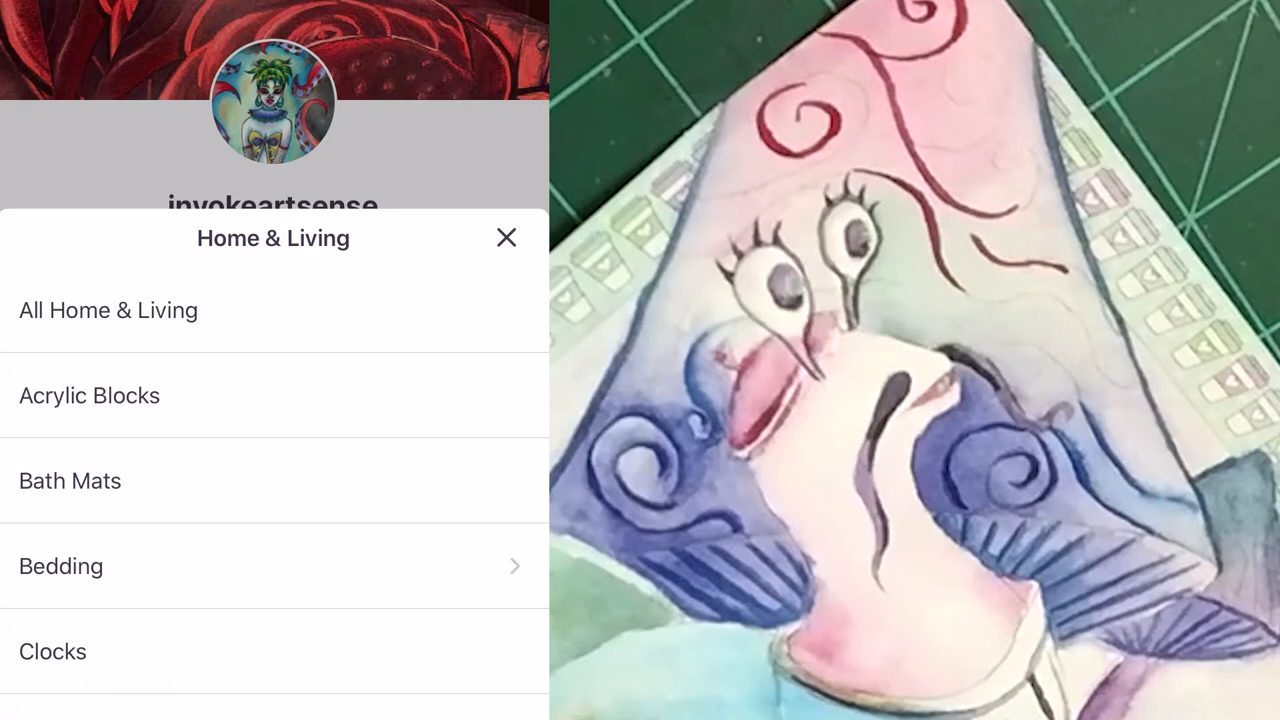 invokeartsense
Home & Living
All Home & Living
Acrylic Blocks
Bath Mats
Bedding
Clocks